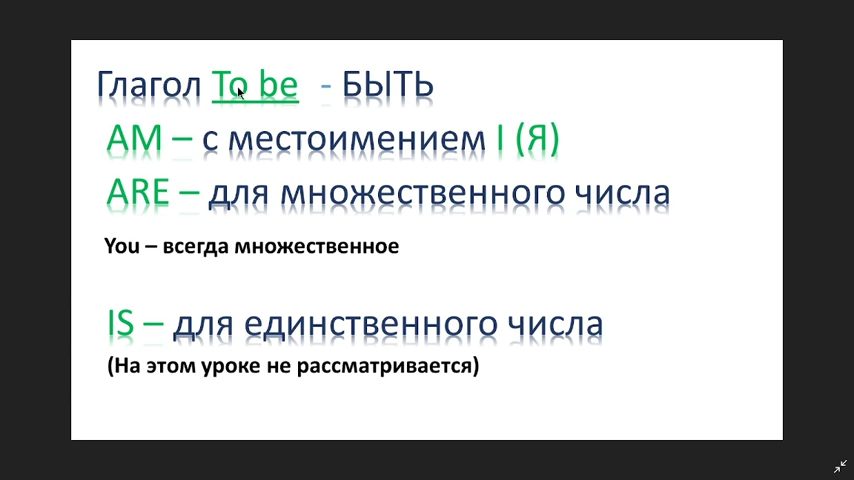 Глагол To be - БЫТЬ
AM – с местоимением I (Я)
ARE – для множественного числа
You – всегда множественное
IS – для единственного числа
(На этом уроке не рассматривается)